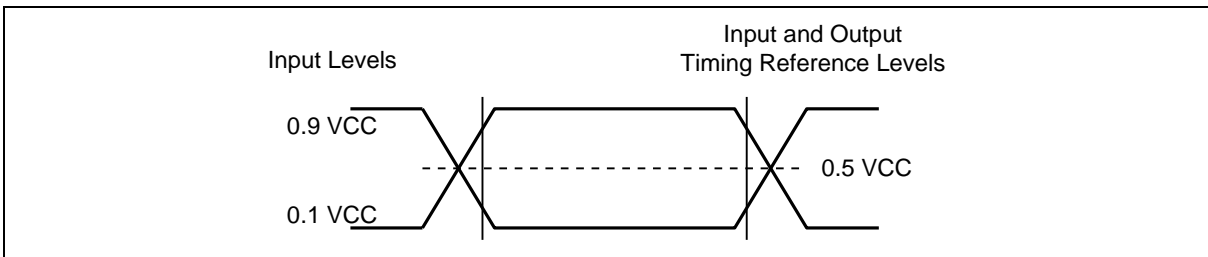 Input and Output
Input Levels
Timing Reference Levels
0.9 VCC
0.5 VCC
0.1 VCC